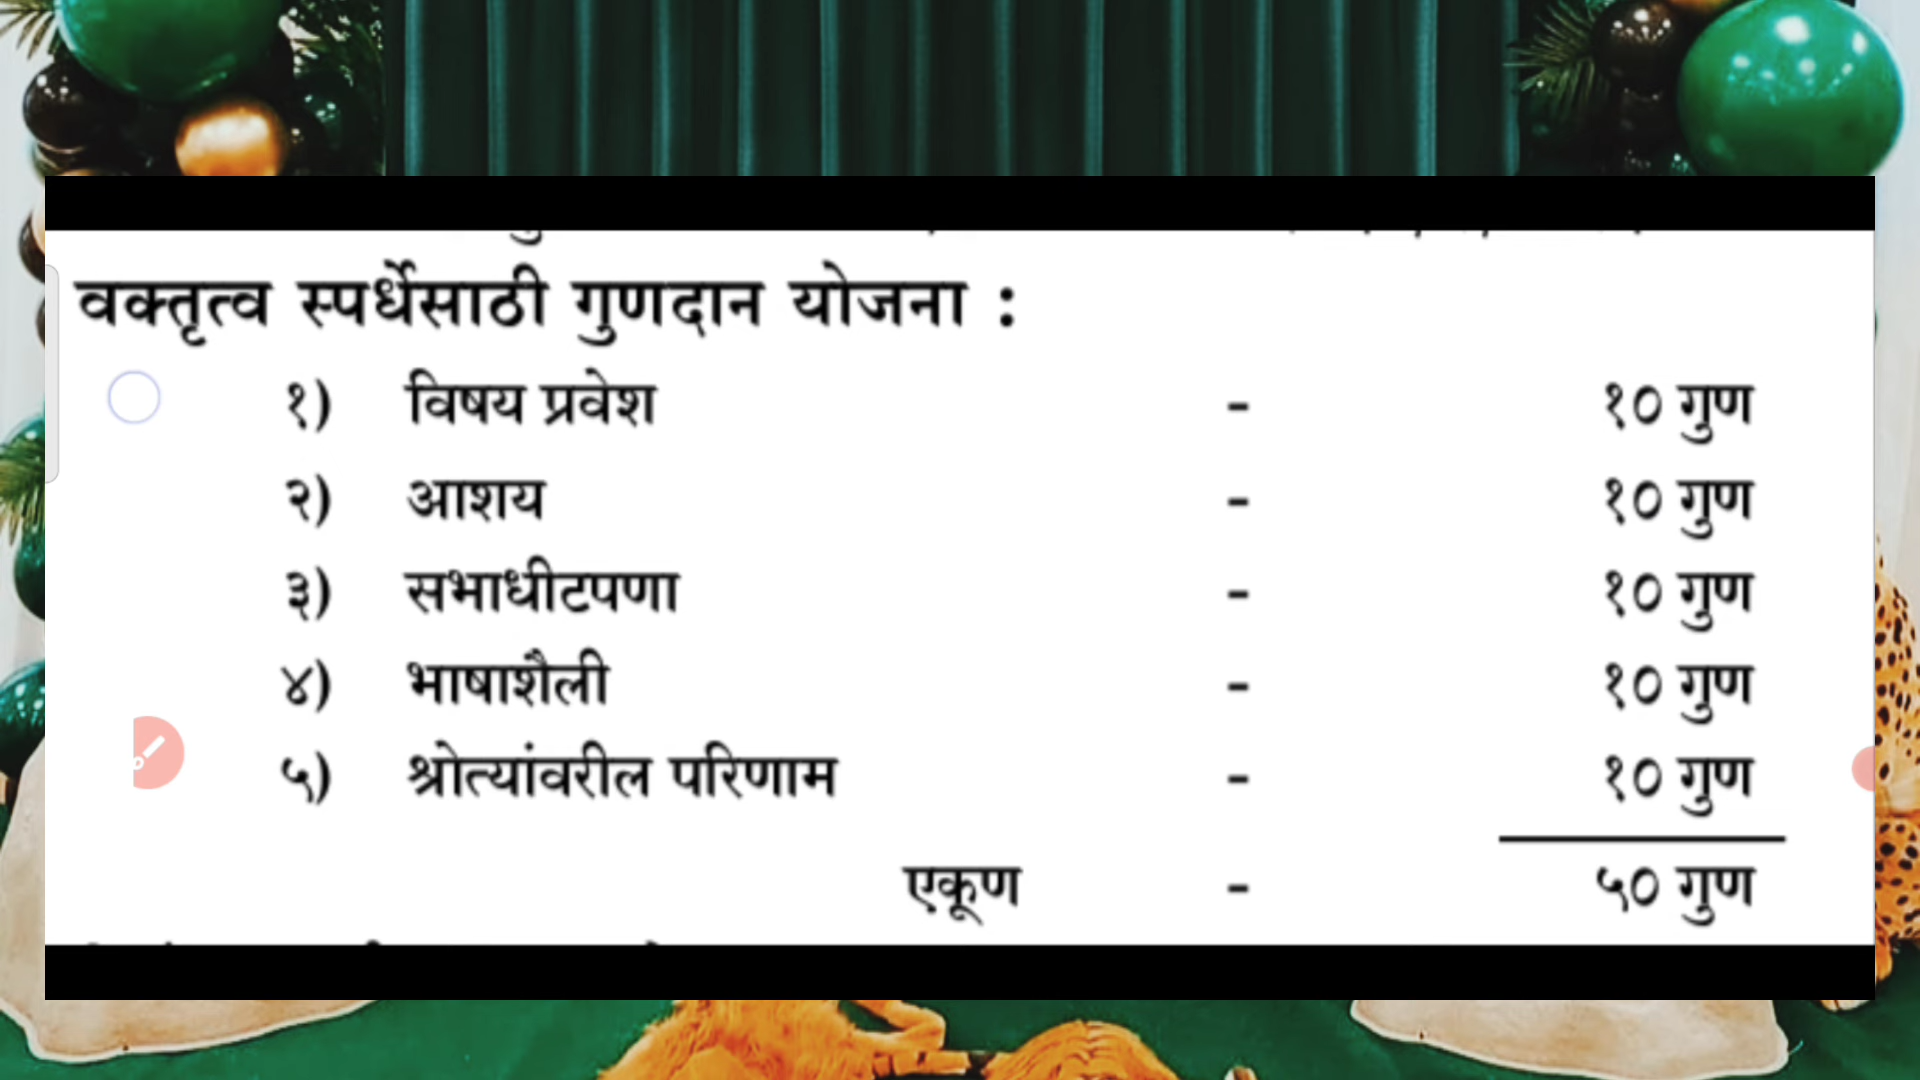 वक्तृत्व स्पर्धेसाठी गुणदान योजना :
१) विषय प्रवेश - १० गुण
२) आशय - १० गुण
३) सभाधीटपणा - १० गुण
४) भाषाशैली - १० गुण
५) श्रोत्यांवरील परिणाम - १० गुण
एकूण - ५० गुण